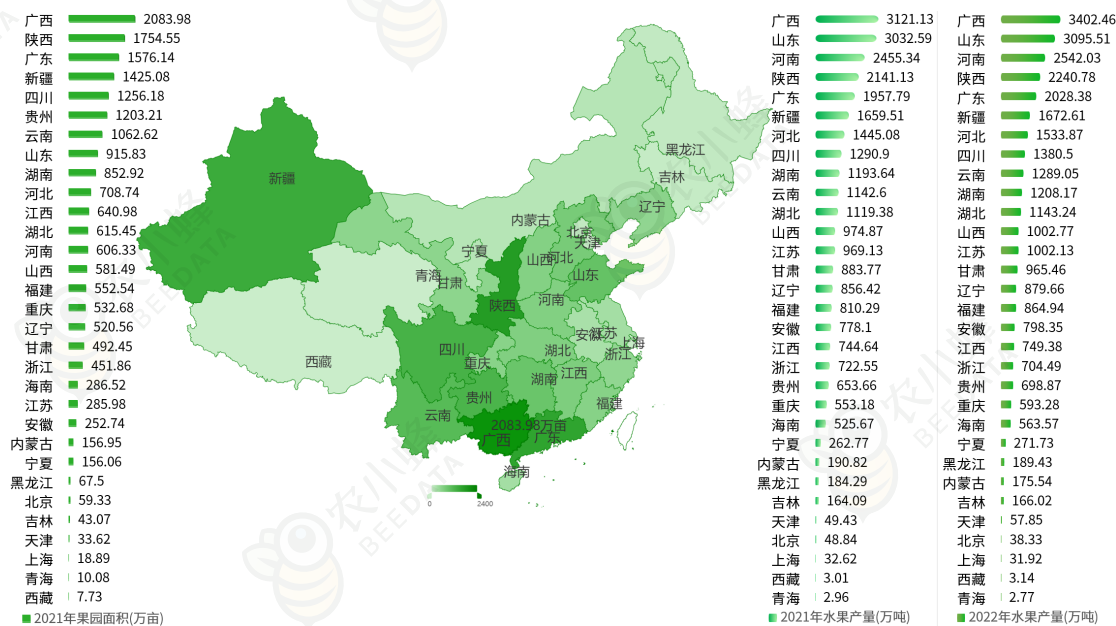 广西 2083.98
陕西 1754.55
广东 1576.14
新疆 1425.08
四川 1256.18
贵州 1203.21
云南 1062.62
山东 915.83
湖南 852.92
河北 708.74
江西 640.98
湖北 615.45
河南 606.33
山西 581.49
福建 552.54
重庆 532.68
辽宁 520.56
甘肃 492.45
浙江 451.86
海南 286.52
江苏 285.98
安徽 252.74
内蒙古 156.95
宁夏 156.06
黑龙江 67.5
北京 59.33
吉林 43.07
天津 33.62
上海 18.89
青海 10.08
西藏 7.73
2021年果园面积(万亩)
黑龙江
新疆
吉林
辽宁
内蒙古
北京
天津
宁夏
山西
河北
青海
甘肃
山东
陕西
河南
安徽
江苏
上海
四川
湖北
浙江
西藏
重庆
湖南
江西
贵州
福建
云南
2083.98万亩
广西
广东
海南
0 2400
广西 3121.13
山东 3032.59
河南 2455.34
陕西 2141.13
广东 1957.79
新疆 1659.51
河北 1445.08
四川 1290.9
湖南 1193.64
云南 1142.6
湖北 1119.38
山西 974.87
江苏 969.13
甘肃 883.77
辽宁 856.42
福建 810.29
安徽 778.1
江西 744.64
浙江 722.55
贵州 653.66
重庆 553.18
海南 525.67
宁夏 262.77
内蒙古 190.82
黑龙江 184.29
吉林 164.09
天津 49.43
北京 48.84
上海 32.62
西藏 3.01
青海 2.96
2021年水果产量(万吨)
广西 3402.46
山东 3095.51
河南 2542.03
陕西 2240.78
广东 2028.38
新疆 1672.61
河北 1533.87
四川 1380.5
云南 1289.05
湖南 1208.17
湖北 1143.24
山西 1002.77
江苏 1002.13
甘肃 965.46
辽宁 879.66
福建 864.94
安徽 798.35
江西 749.38
浙江 704.49
贵州 698.87
重庆 593.28
海南 563.57
宁夏 271.73
黑龙江 189.43
内蒙古 175.54
吉林 166.02
天津 57.85
北京 38.33
上海 31.92
西藏 3.14
青海 2.77
2022年水果产量(万吨)
农小蜂
BEEDATA